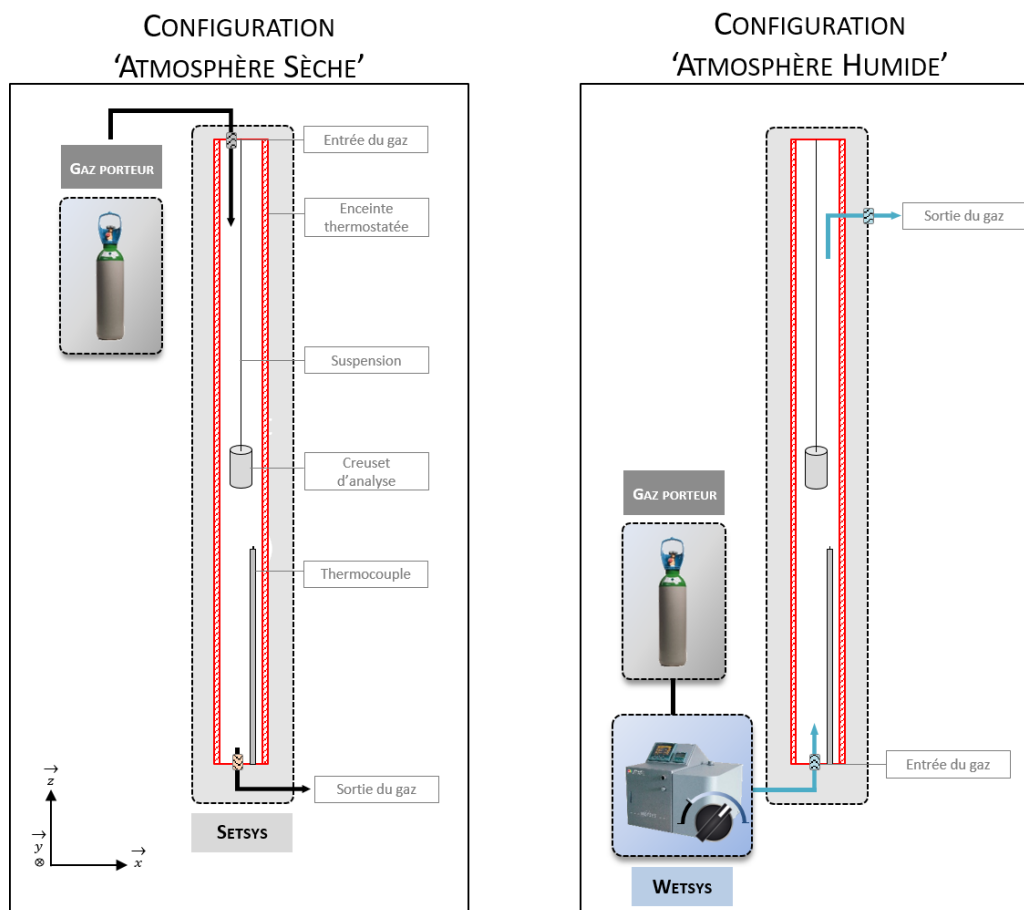 CONFIGURATION
‘ATMOSPHÈRE SÈCHE’
GAZ PORTEUR
Entrée du gaz
Enceinte
thermostatée
Suspension
Creuset
d’analyse
Thermocouple
Sortie du gaz
SETSYS
z
y
x
CONFIGURATION
‘ATMOSPHÈRE HUMIDE’
Sortie du gaz
GAZ PORTEUR
Entrée du gaz
WETSYS